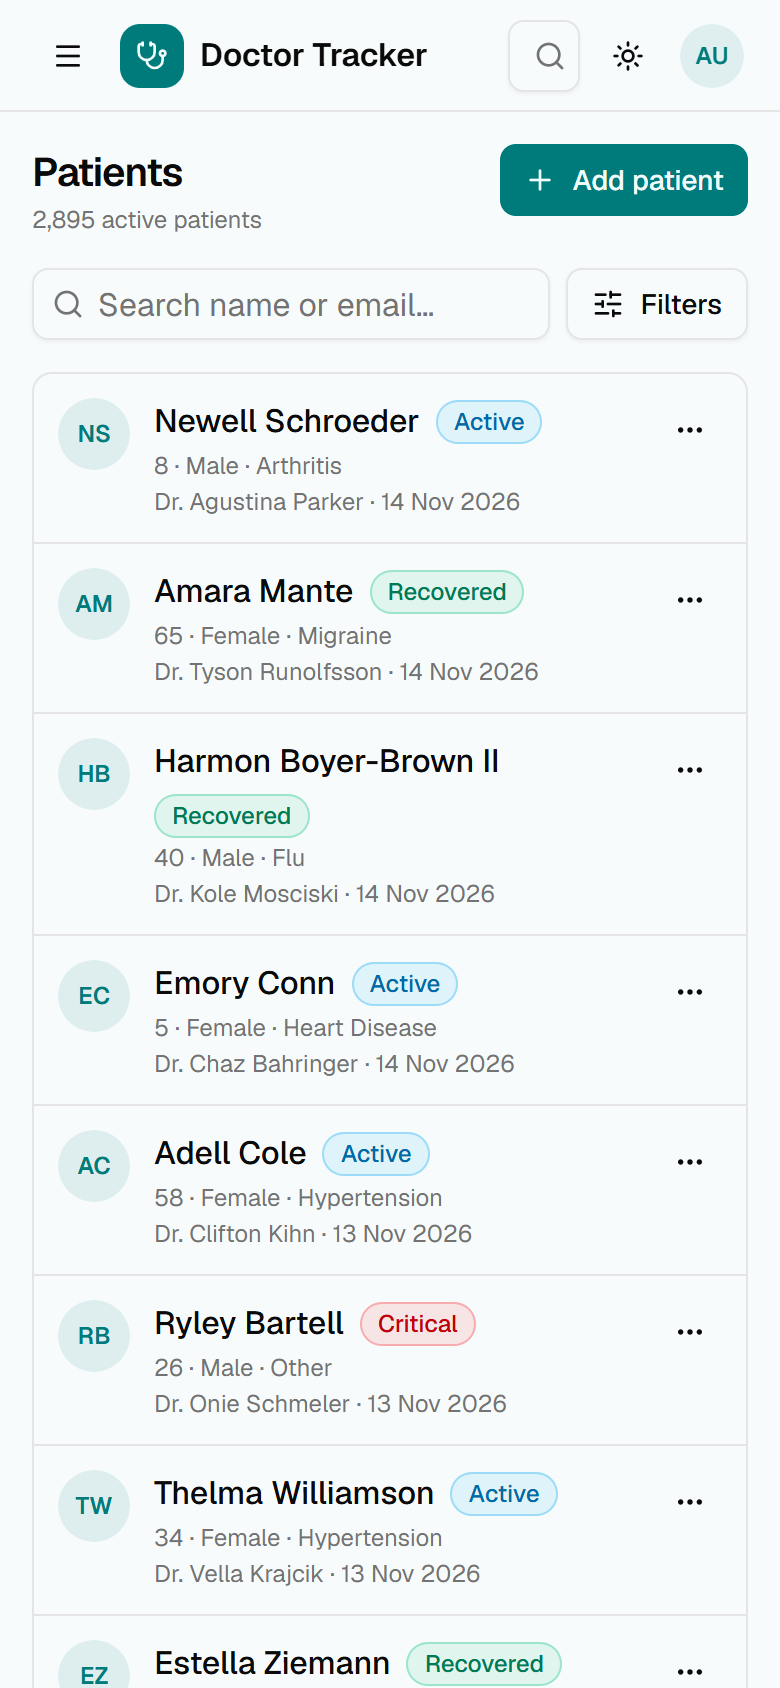 Doctor Tracker
AU
Patients
Add patient
2,895 active patients
Search name or email...
Filters
NS
Newell Schroeder Active
8 · Male · Arthritis
Dr. Agustina Parker · 14 Nov 2026
AM
Amara Mante Recovered
65 · Female · Migraine
Dr. Tyson Runolfsson · 14 Nov 2026
HB
Harmon Boyer-Brown II
Recovered
40 · Male · Flu
Dr. Kole Mosciski · 14 Nov 2026
EC
Emory Conn Active
5 · Female · Heart Disease
Dr. Chaz Bahringer · 14 Nov 2026
AC
Adell Cole Active
58 · Female · Hypertension
Dr. Clifton Kihn · 13 Nov 2026
RB
Ryley Bartell Critical
26 · Male · Other
Dr. Onie Schmeler · 13 Nov 2026
TW
Thelma Williamson Active
34 · Female · Hypertension
Dr. Vella Krajcik · 13 Nov 2026
EZ
Estella Ziemann Recovered